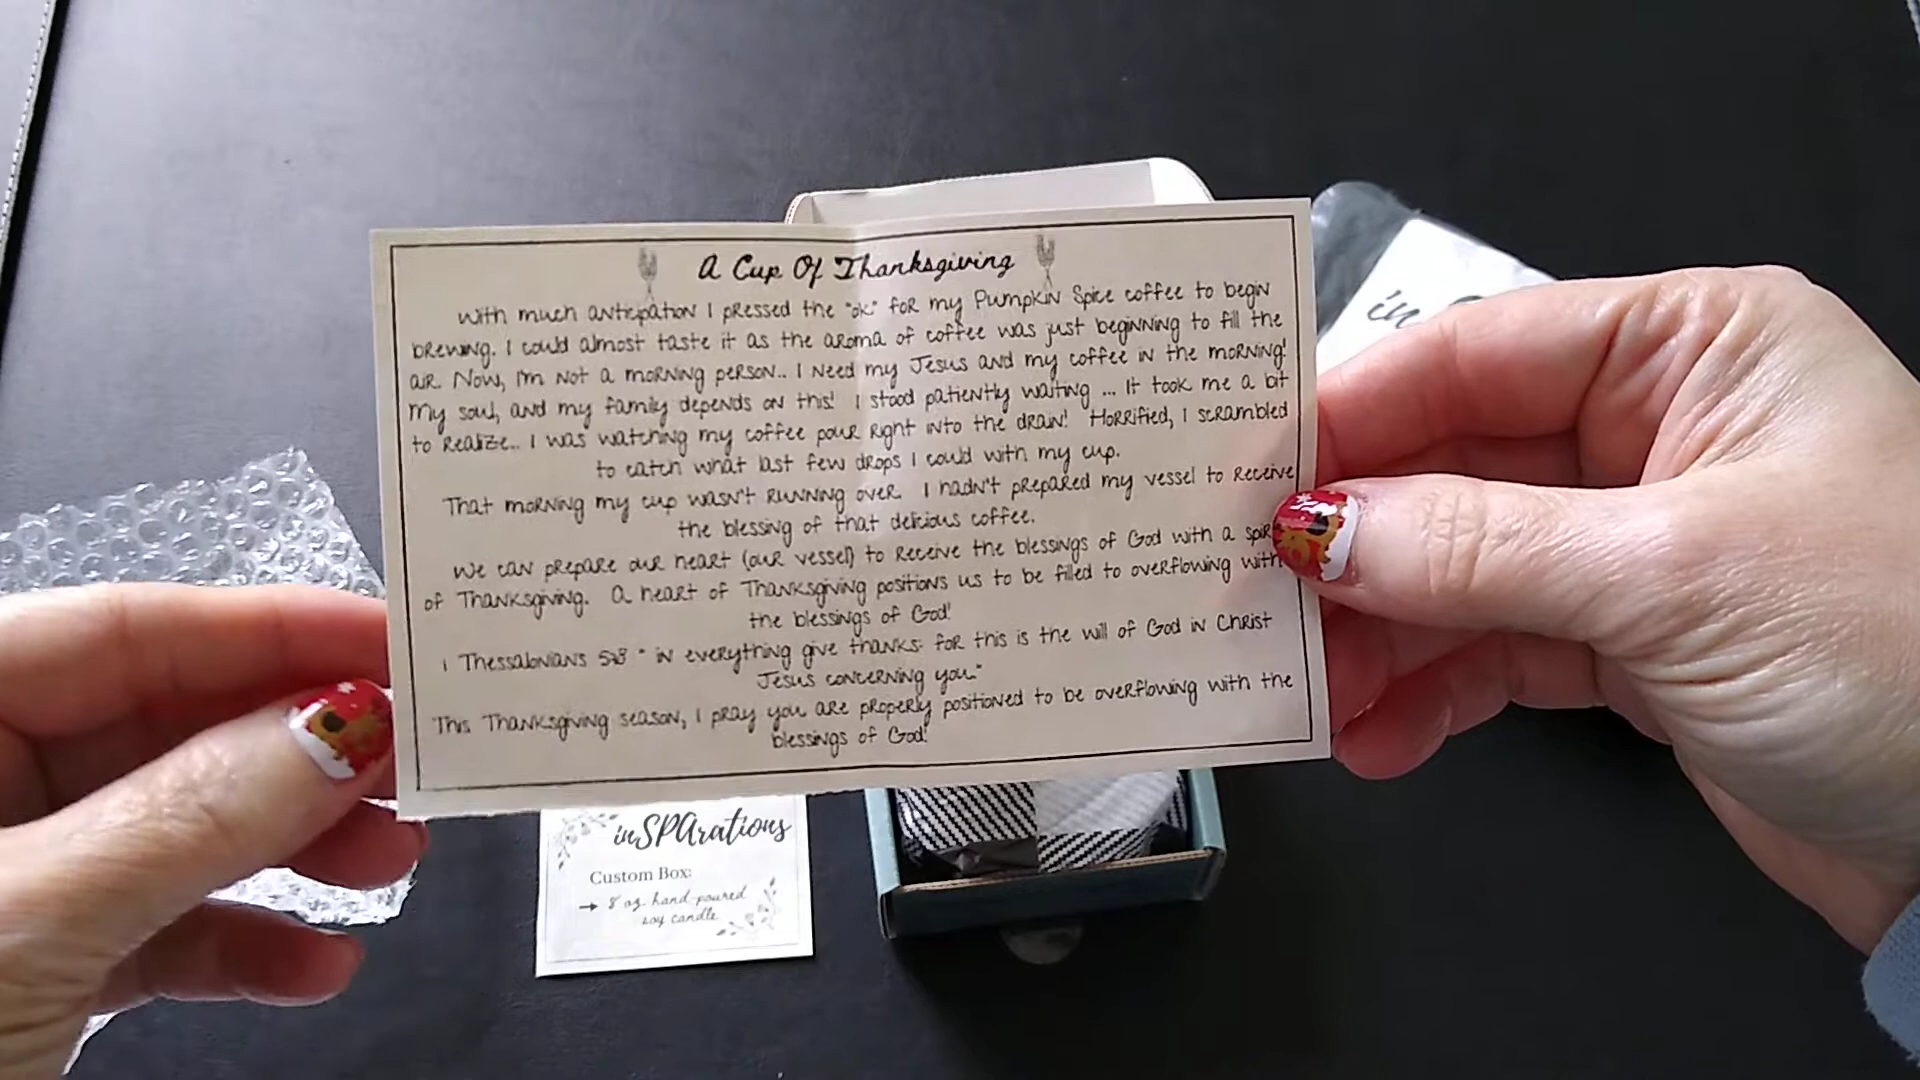 A Cup Of Thanksgiving
With much anticipation I pressed the "ok" for my Pumpkin Spice coffee to begin
brewing. I could almost taste it as the aroma of coffee was just beginning to fill the
air. Now, I'm not a morning person.. I need my Jesus and my coffee in the morning!
My soul, and my family depends on this! I stood patiently waiting ... It took me a bit
to realize.. I was watching my coffee pour right into the drain! Horrified, I scrambled
to catch what last few drops I could with my cup.
That morning my cup wasn't running over. I hadn't prepared my vessel to receive
the blessing of that delicious coffee.
We can prepare our heart (our vessel) to receive the blessings of God with a
of Thanksgiving. A heart of Thanksgiving positions us to be filled to overflowing with
the blessings of God!
1 Thessalonians 5:18 " in everything give thanks: for this is the will of God in Christ
Jesus concerning you."
This Thanksgiving season, I pray you are properly positioned to be overflowing with the
blessings of God!
in
inSPArations
Custom Box:
→ 8 oz. hand-poured
soy candle